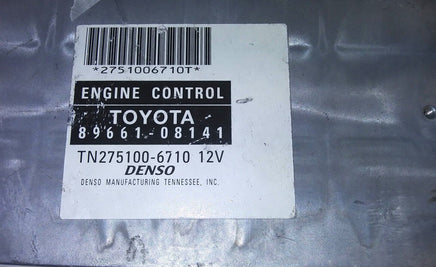 *2751006710T*
ENGINE CONTROL
TOYOTA
89661-08141
TN275100-6710 12V
DENSO
DENSO MANUFACTURING TENNESSEE, INC.